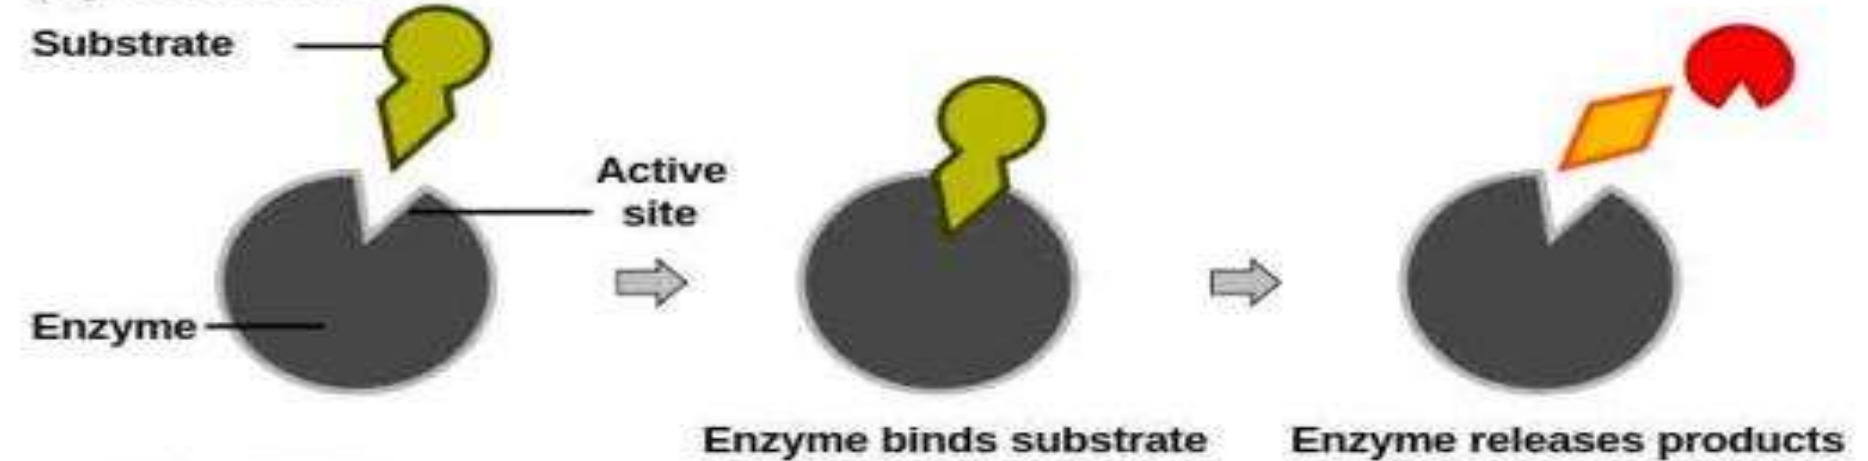 Substrate
Active
site
Enzyme
Enzyme binds substrate
Enzyme releases products